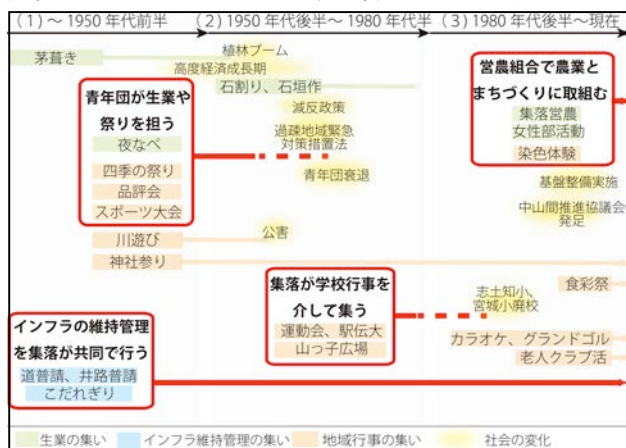 (1)～1950年代前半
(2)1950年代後半～1980年代半
(3)1980年代後半～現在
茅葺き
植林ブーム
高度経済成長期
石割り、石垣作
減反政策
過疎地域緊急
対策措置法
青年団衰退
青年団が生業や
祭りを担う
夜なべ
四季の祭り
品評会
スポーツ大会
営農組合で農業と
まちづくりに取組む
集落営農
女性部活動
染色体験
基盤整備実施
中山間推進協議会
発足
川遊び
公害
神社参り
集落が学校行事を
介して集う
運動会、駅伝大
山っ子広場
志土知小、
宮城小廃校
食彩祭
カラオケ、グランドゴル
老人クラブ活
インフラの維持管理
を集落が共同で行う
道普請、井路普請
こだれぎり
生業の集い
インフラ維持管理の集い
地域行事の集い
社会の変化